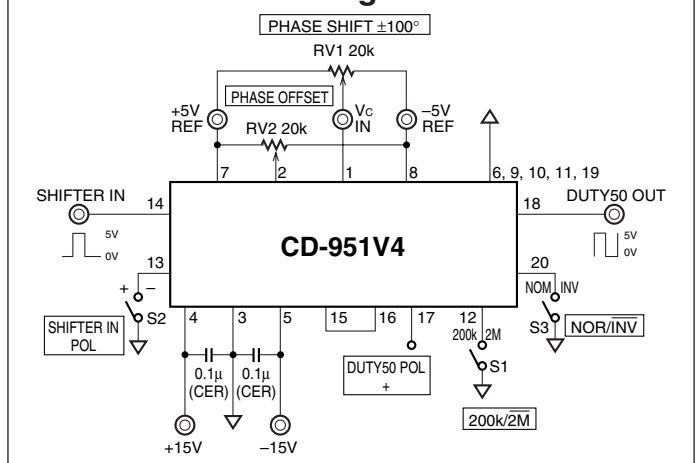 PHASE SHIFT ±100°
RV1 20k
PHASE OFFSET
+5V
REF
VC
IN
–5V
REF
RV2 20k
7
2
1
8
6, 9, 10, 11, 19
SHIFTER IN
14
5V
0V
CD-951V4
18
DUTY50 OUT
5V
0V
13
+ –
S2
SHIFTER IN
POL
20
NOM INV
S3
NOR/INV
4
3
5
15
16
17
12
0.1µ
(CER)
0.1µ
(CER)
+15V
–15V
DUTY50 POL
+
200k 2M
S1
200k/2M